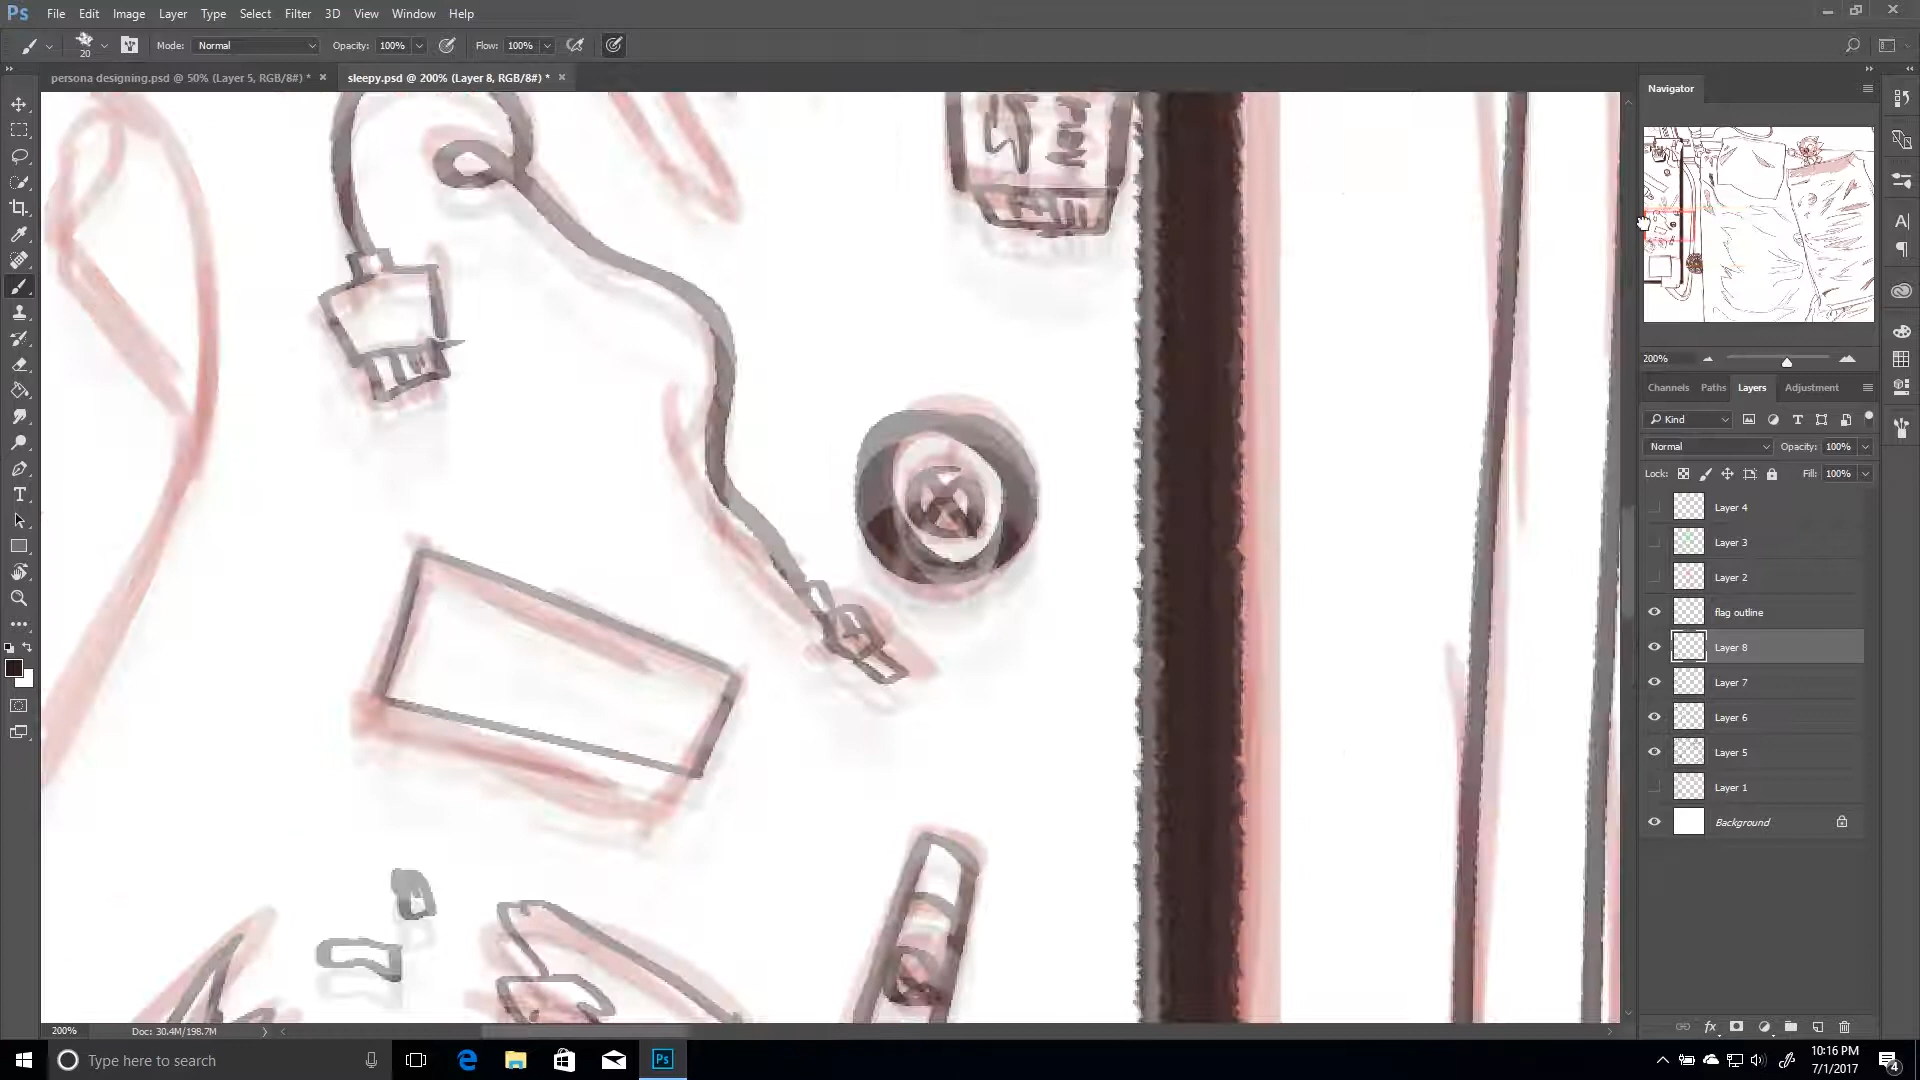 Ps File Edit Image Layer Type Select Filter 3D View Window Help
20 Mode: Normal Opacity: 100% Flow: 100%
persona designing.psd @ 50% (Layer 5, RGB/8#) * × sleepy.psd @ 200% (Layer 8, RGB/8#) * ×
Navigator
200%
Channels Paths Layers Adjustment
Kind
Normal Opacity: 100%
Lock: Fill: 100%
Layer 4
Layer 3
Layer 2
flag outline
Layer 8
Layer 7
Layer 6
Layer 5
Layer 1
Background
200% Doc: 30.4M/198.7M
Type here to search
Ps
10:16 PM
7/1/2017
4